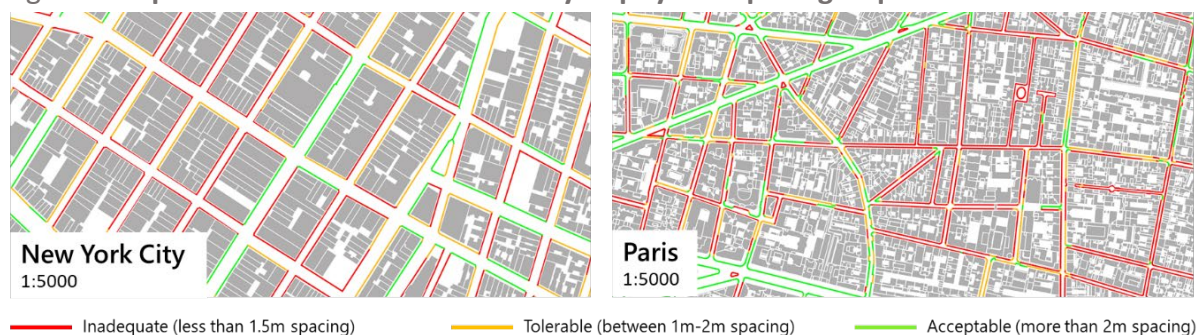 New York City
1:5000
Paris
1:5000
Inadequate (less than 1.5m spacing)
Tolerable (between 1m-2m spacing)
Acceptable (more than 2m spacing)